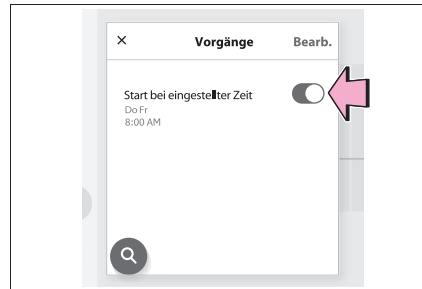 × Vorgänge Bearb.
Start bei eingestellter Zeit
Do Fr
8:00 AM